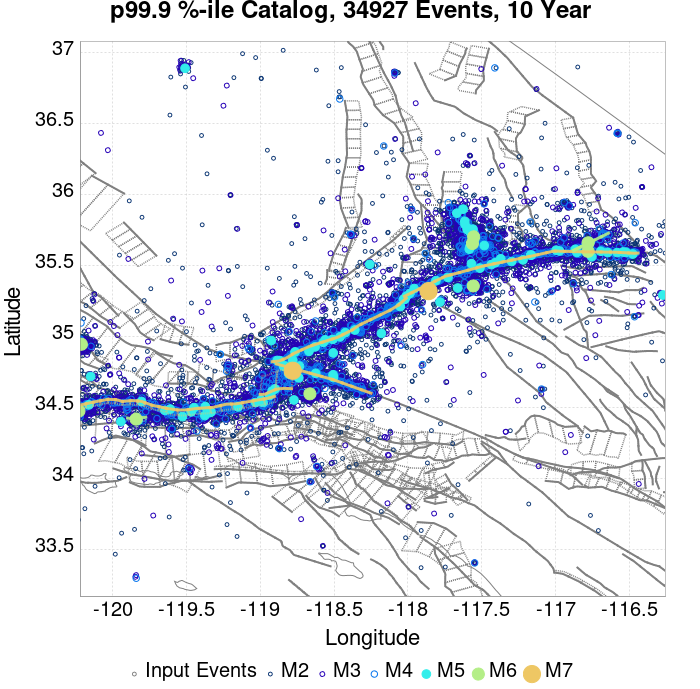 p99.9 %-ile Catalog, 34927 Events, 10 Year
37
36.5
36
35.5
35
34.5
34
33.5
Latitude
-120 -119.5 -119 -118.5 -118 -117.5 -117 -116.5
Longitude
Input Events M2 M3 M4 M5 M6 M7